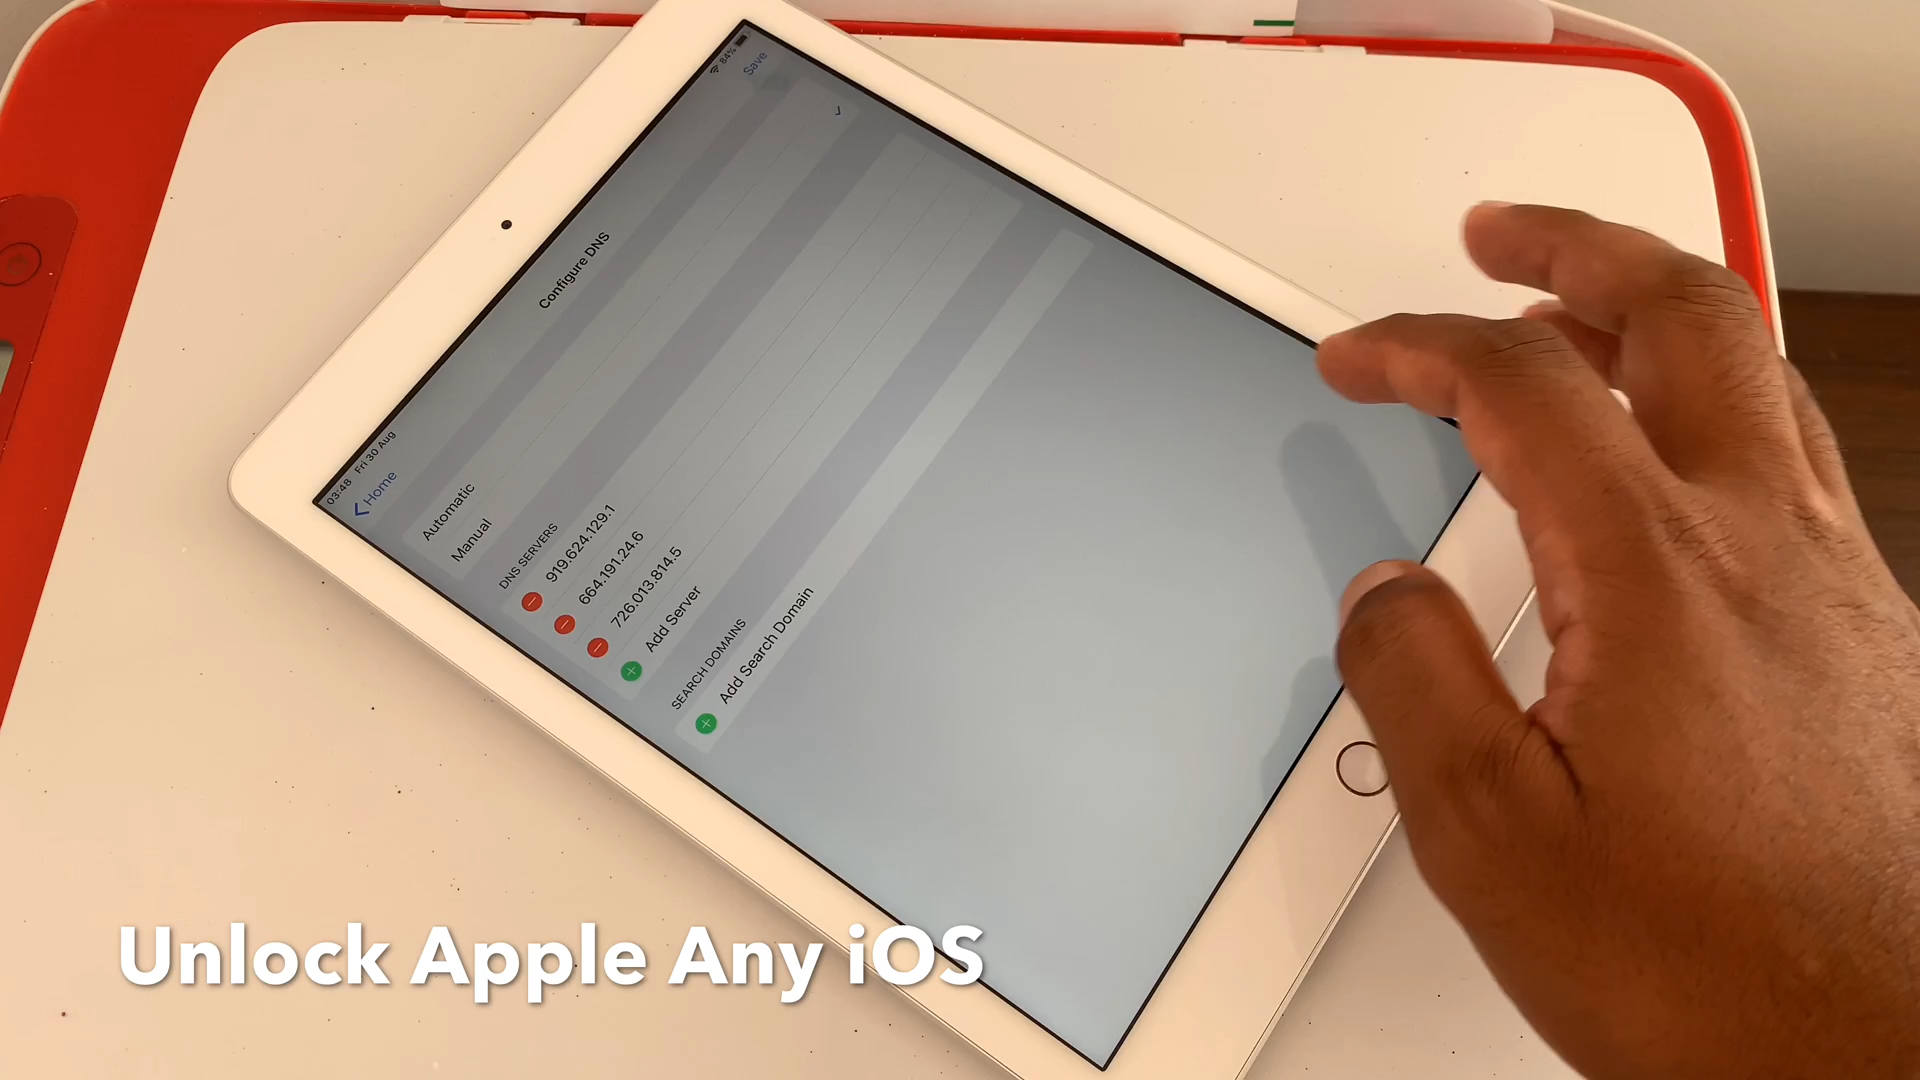 03:48 Fri 30 Aug
84%
Home
Configure DNS
Save
Automatic
Manual
DNS SERVERS
919.624.129.1
664.191.24.6
726.013.814.5
Add Server
SEARCH DOMAINS
Add Search Domain
Unlock Apple Any iOS